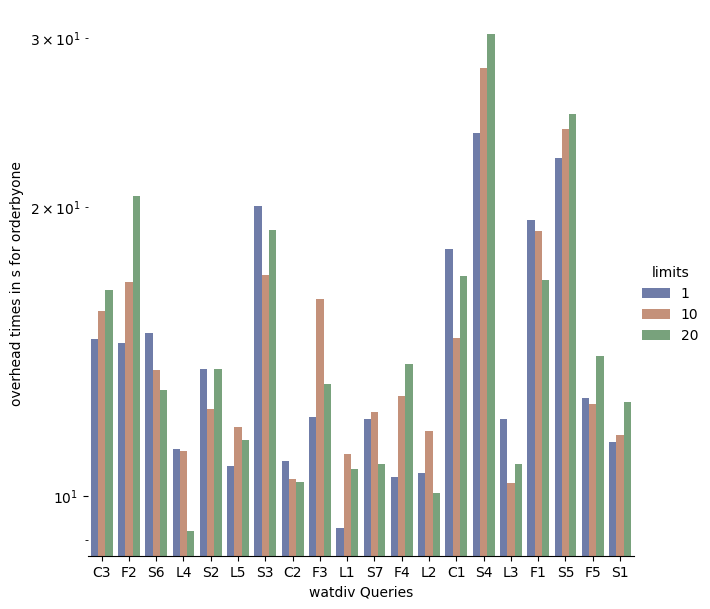 3 × 10¹
2 × 10¹
10¹
overhead times in s for orderbyone
C3 F2 S6 L4 S2 L5 S3 C2 F3 L1 S7 F4 L2 C1 S4 L3 F1 S5 F5 S1
watdiv Queries
limits
1
10
20